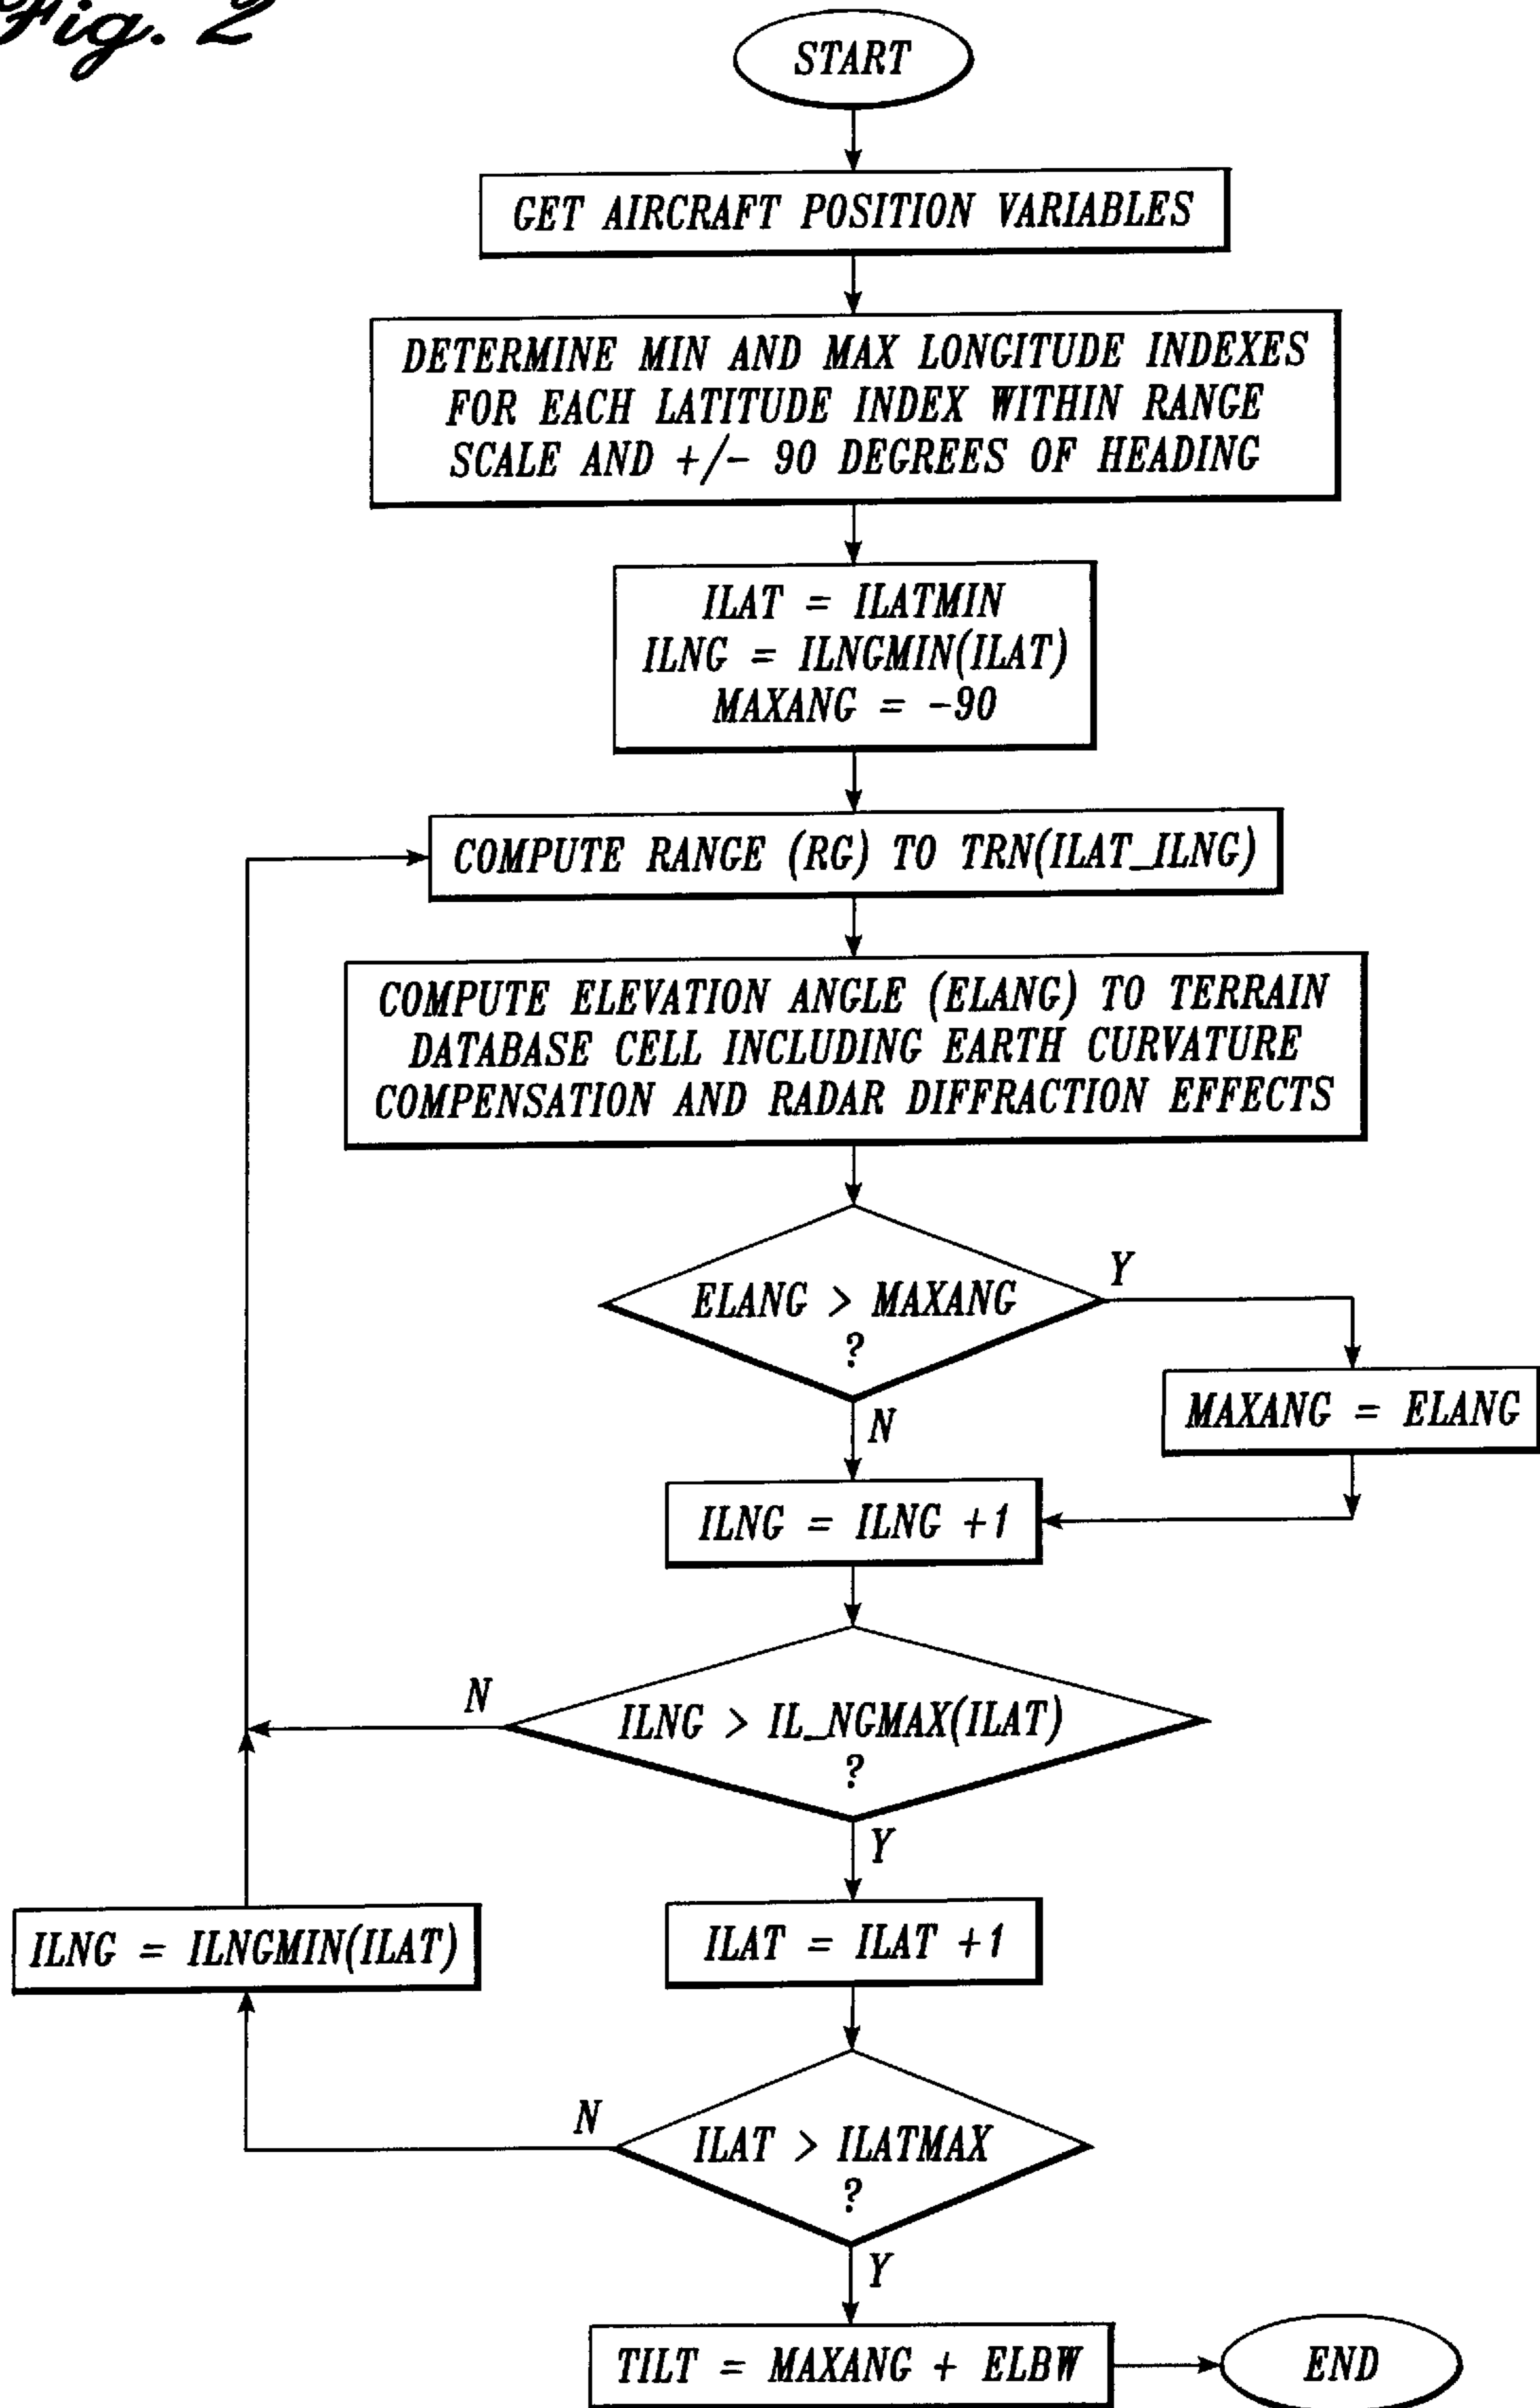 Fig. 2
START
GET AIRCRAFT POSITION VARIABLES
DETERMINE MIN AND MAX LONGITUDE INDEXES
FOR EACH LATITUDE INDEX WITHIN RANGE
SCALE AND +/- 90 DEGREES OF HEADING
ILAT = ILATMIN
ILNG = ILNGMIN(ILAT)
MAXANG = -90
COMPUTE RANGE (RG) TO TRN(ILAT_ILNG)
COMPUTE ELEVATION ANGLE (ELANG) TO TERRAIN
DATABASE CELL INCLUDING EARTH CURVATURE
COMPENSATION AND RADAR DIFFRACTION EFFECTS
ELANG > MAXANG
?
Y
MAXANG = ELANG
N
ILNG = ILNG +1
N
ILNG > IL_NGMAX(ILAT)
?
Y
ILNG = ILNGMIN(ILAT)
ILAT = ILAT +1
N
ILAT > ILATMAX
?
Y
TILT = MAXANG + ELBW
END